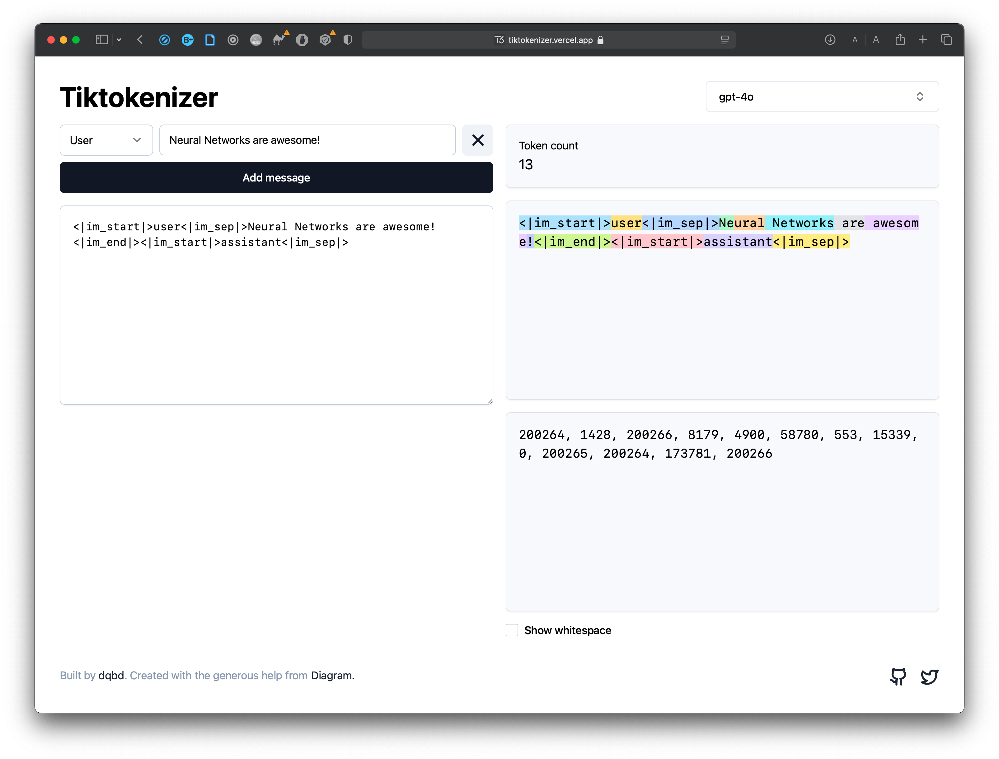 tiktokenizer.vercel.app
A A
Tiktokenizer
gpt-4o
User
Neural Networks are awesome!
Add message
Token count
13
<|im_start|>user<|im_sep|>Neural Networks are awesome!
<|im_end|><|im_start|>assistant<|im_sep|>
<|im_start|>user<|im_sep|>Neural Networks are awesom
e!<|im_end|><|im_start|>assistant<|im_sep|>
200264, 1428, 200266, 8179, 4900, 58780, 553, 15339,
0, 200265, 200264, 173781, 200266
Show whitespace
Built by dqbd. Created with the generous help from Diagram.